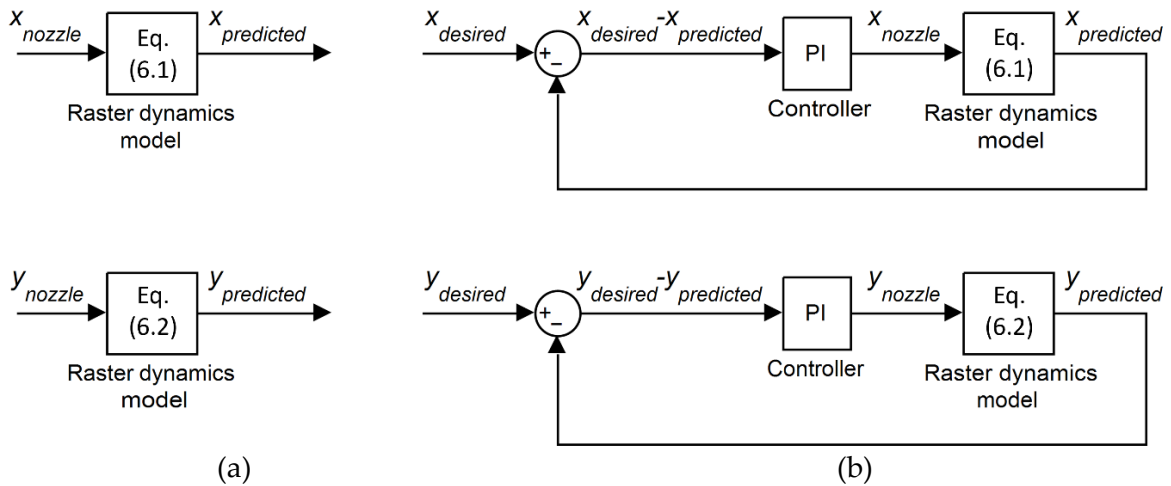 x_nozzle
Eq.
(6.1)
x_predicted
Raster dynamics
model
x_desired
+
−
x_desired-x_predicted
PI
Controller
x_nozzle
Eq.
(6.1)
x_predicted
Raster dynamics
model
y_nozzle
Eq.
(6.2)
y_predicted
Raster dynamics
model
y_desired
+
−
y_desired-y_predicted
PI
Controller
y_nozzle
Eq.
(6.2)
y_predicted
Raster dynamics
model
(a)
(b)